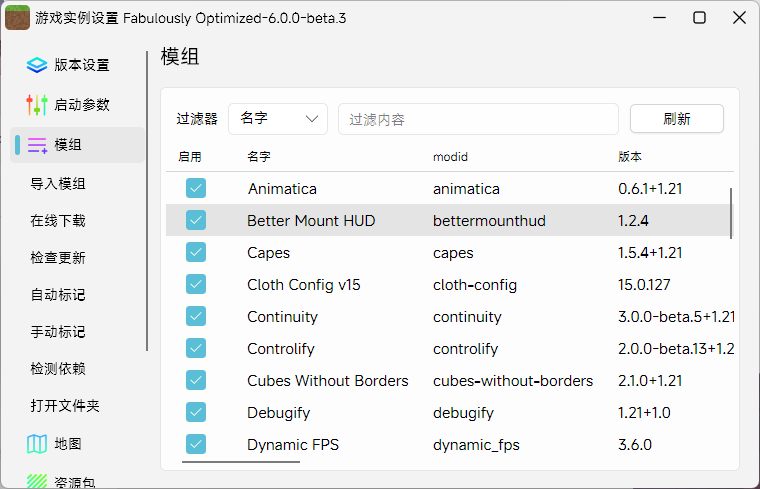 游戏实例设置 Fabulously Optimized-6.0.0-beta.3
版本设置
启动参数
模组
导入模组
在线下载
检查更新
自动标记
手动标记
检测依赖
打开文件夹
地图
资源包
模组
过滤器 名字 过滤内容 刷新
启用 名字 modid 版本
Animatica animatica 0.6.1+1.21
Better Mount HUD bettermounthud 1.2.4
Capes capes 1.5.4+1.21
Cloth Config v15 cloth-config 15.0.127
Continuity continuity 3.0.0-beta.5+1.21
Controlify controlify 2.0.0-beta.13+1.2
Cubes Without Borders cubes-without-borders 2.1.0+1.21
Debugify debugify 1.21+1.0
Dynamic FPS dynamic_fps 3.6.0